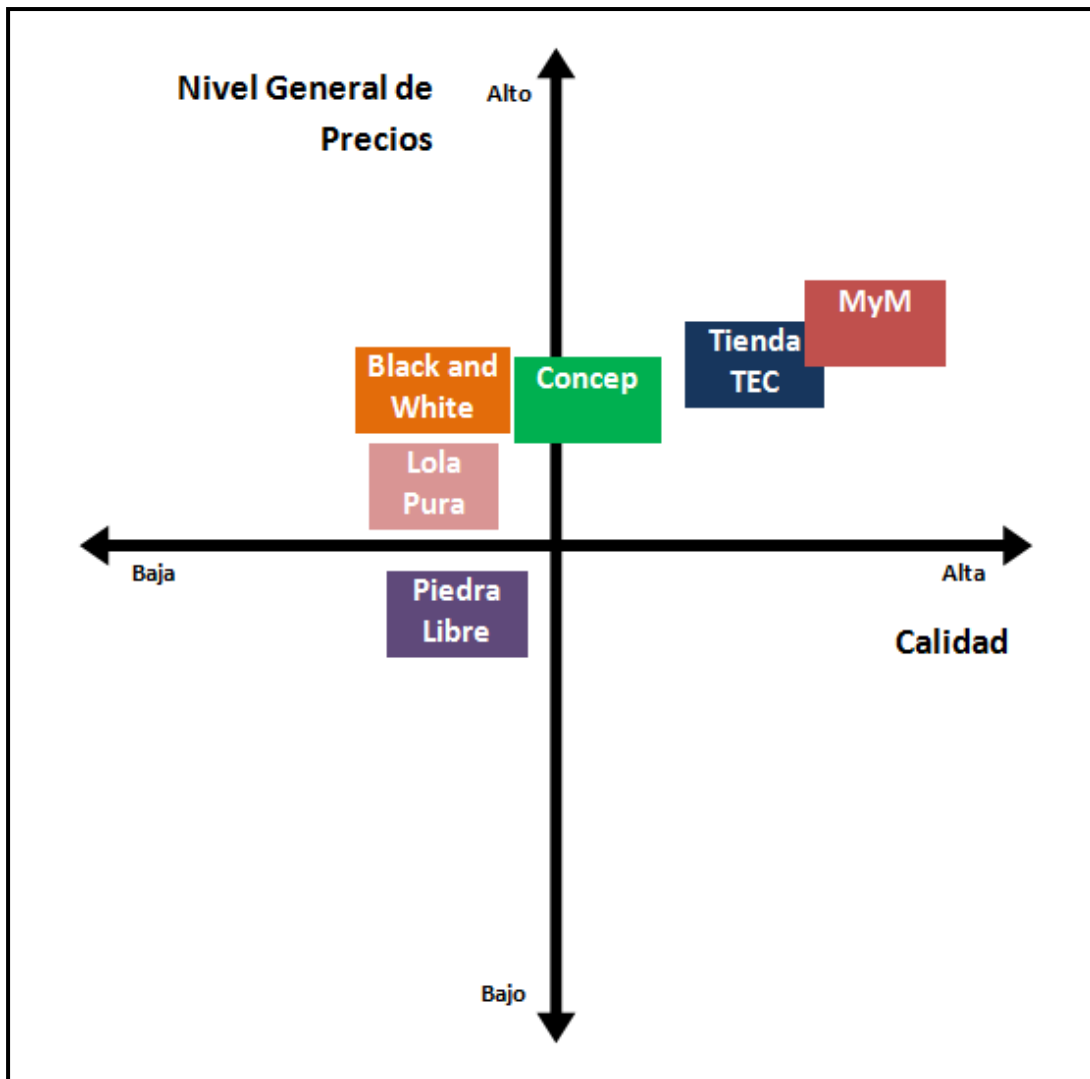 Nivel General de
Precios
Alto
MyM
Tienda
TEC
Black and
White
Concep
Lola
Pura
Baja
Alta
Piedra
Libre
Calidad
Bajo